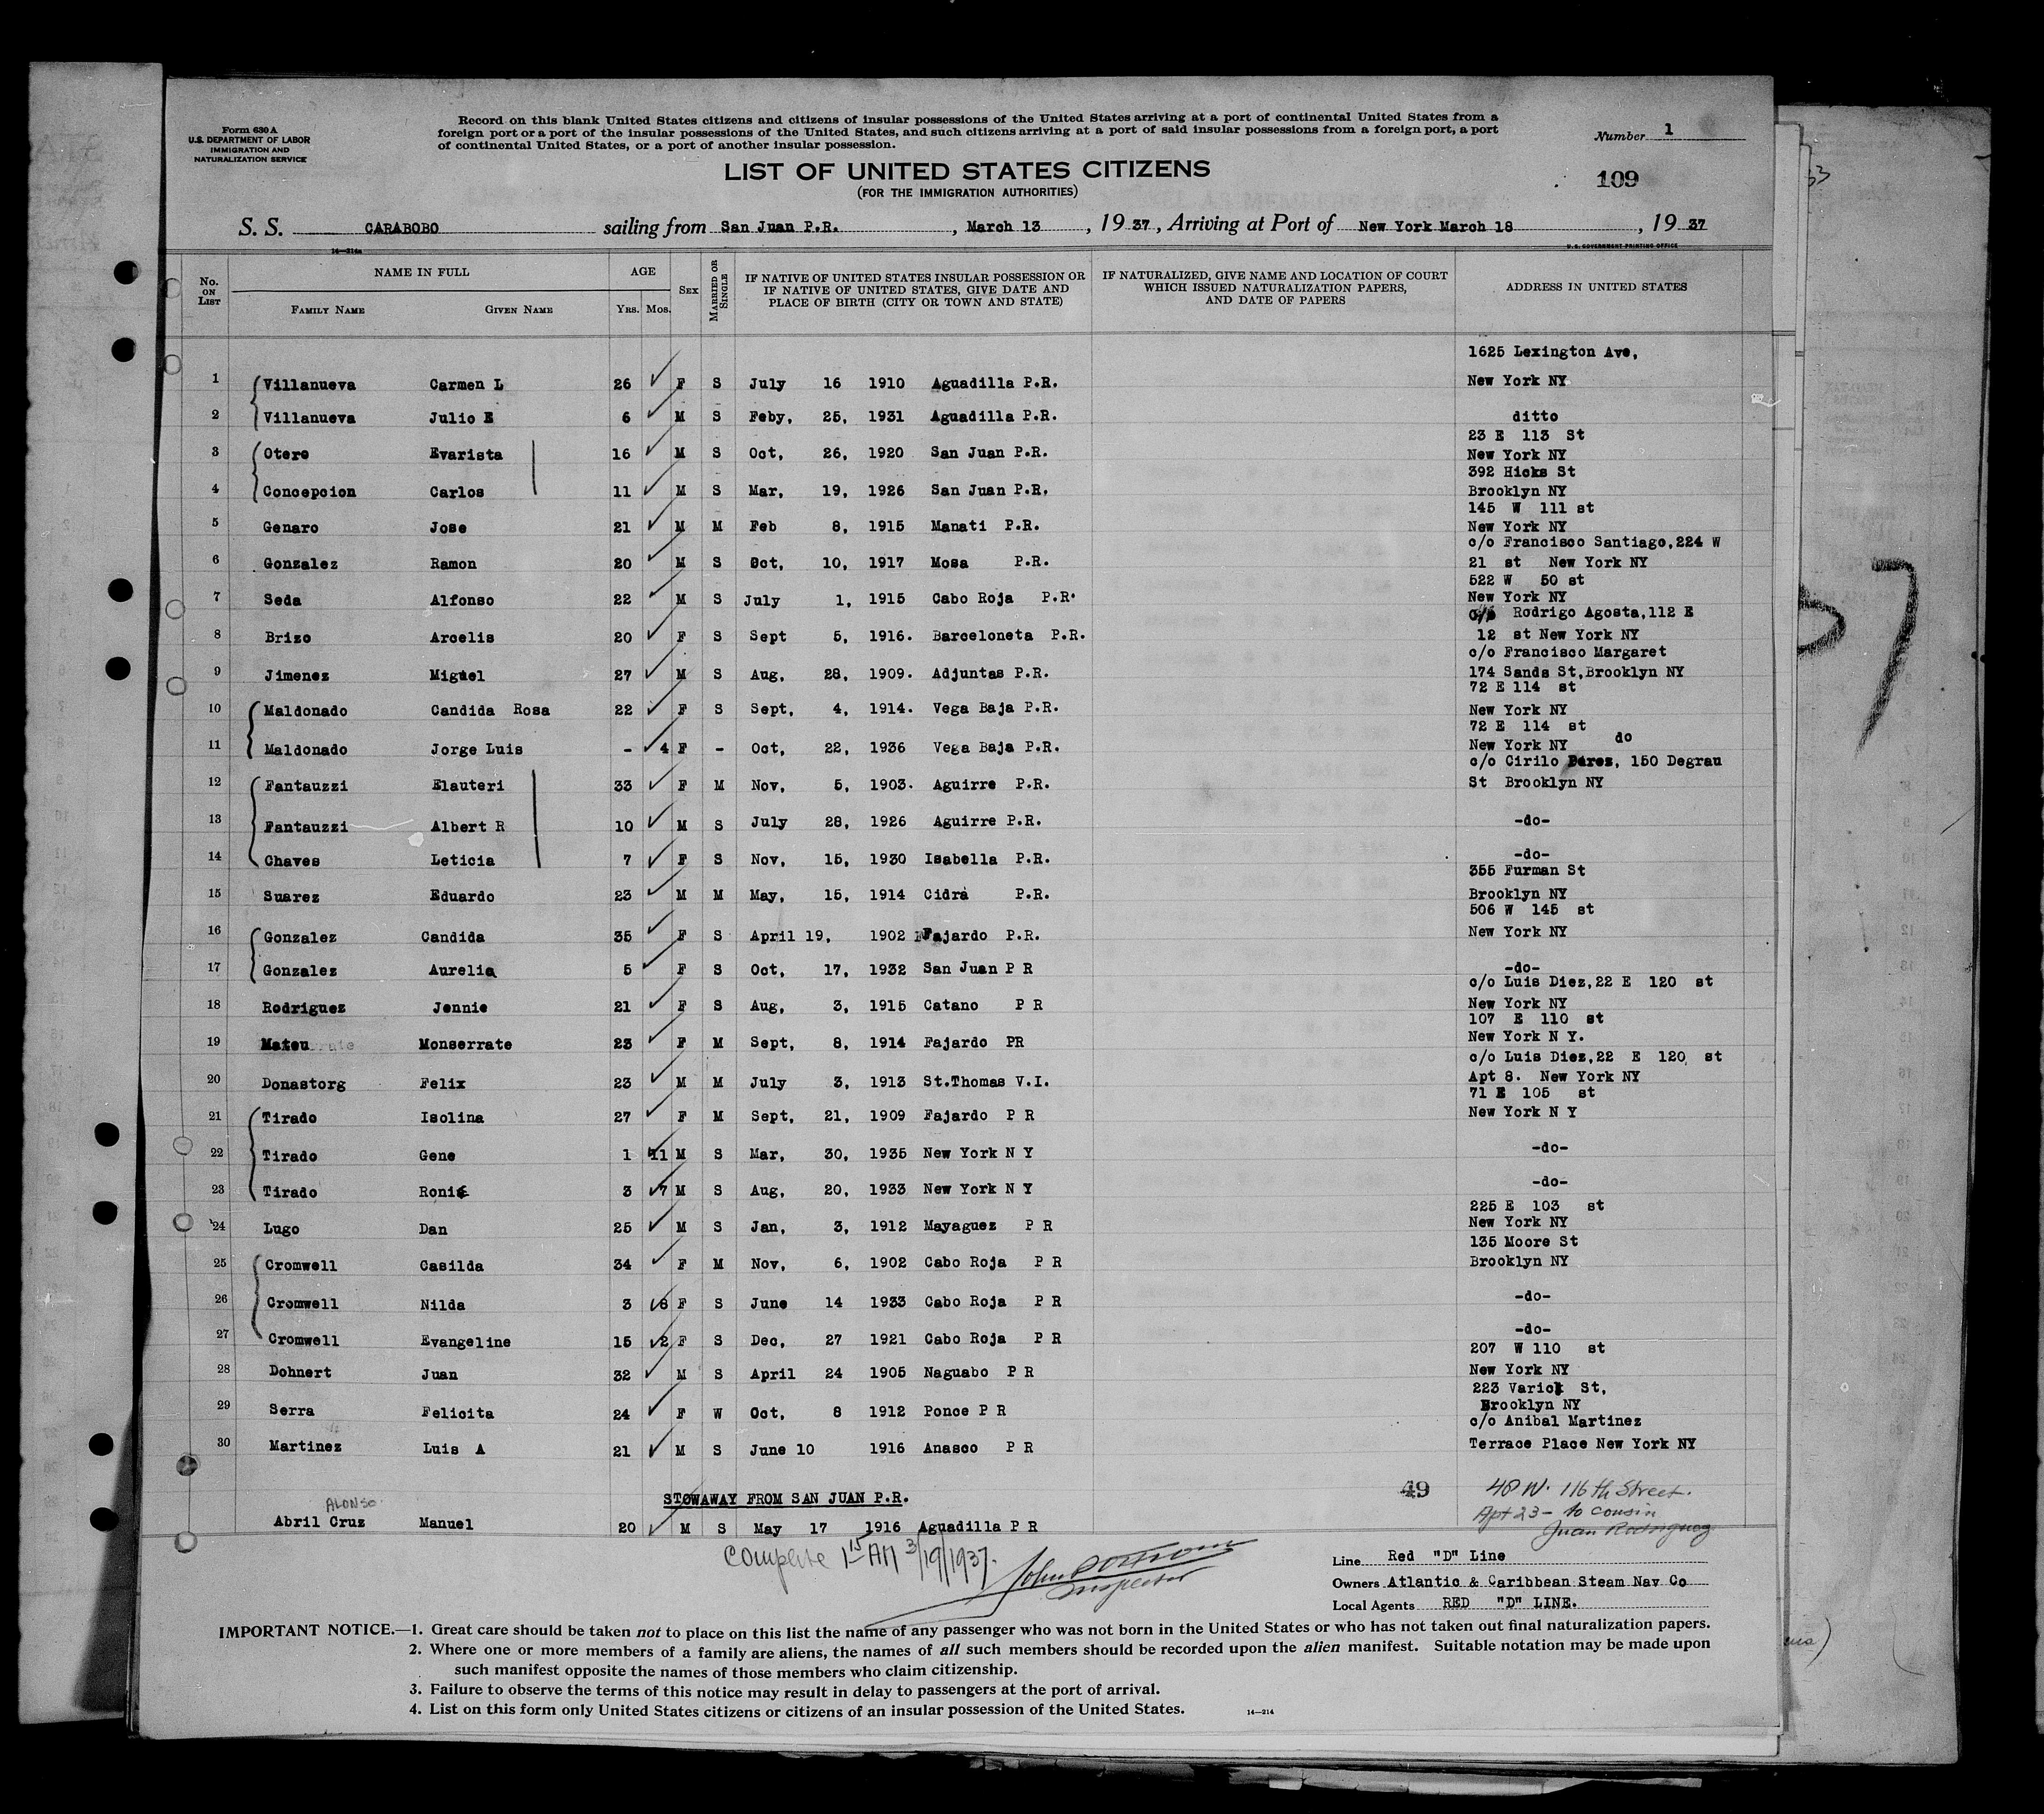 Form 630 A
U.S. DEPARTMENT OF LABOR
IMMIGRATION AND
NATURALIZATION SERVICE
Record on this blank United States citizens and citizens of insular possessions of the United States arriving at a port of continental United States from a
foreign port or a port of the insular possessions of the United States, and such citizens arriving at a port of said insular possessions from a foreign port, a port
of continental United States, or a port of another insular possession.
Number 1
LIST OF UNITED STATES CITIZENS
(FOR THE IMMIGRATION AUTHORITIES)
109
S. S. CARABOBO sailing from San Juan P.R. , March 13 , 19 37 , Arriving at Port of New York March 18 , 19 37
14—214
U. S. GOVERNMENT PRINTING OFFICE
No. ON LIST NAME IN FULL AGE SEX MARRIED OR SINGLE IF NATIVE OF UNITED STATES INSULAR POSSESSION OR IF NATIVE OF UNITED STATES, GIVE DATE AND PLACE OF BIRTH (CITY OR TOWN AND STATE) IF NATURALIZED, GIVE NAME AND LOCATION OF COURT WHICH ISSUED NATURALIZATION PAPERS, AND DATE OF PAPERS ADDRESS IN UNITED STATES
FAMILY NAME GIVEN NAME YRS. MOS.
1625 Lexington Ave,
1 Villanueva Carmen L 26 F S July 16 1910 Aguadilla P.R. New York NY
2 Villanueva Julio E 6 M S Feby, 25, 1931 Aguadilla P.R. ditto
23 E 113 St
3 Otero Evarista 16 M S Oct, 26, 1920 San Juan P.R. New York NY
392 Hicks St
4 Concepcion Carlos 11 M S Mar, 19, 1926 San Juan P.R. Brooklyn NY
145 W 111 st
5 Genaro Jose 21 M M Feb 8, 1915 Manati P.R. New York NY
c/o Francisco Santiago,224 W
6 Gonzalez Ramon 20 M S Oct, 10, 1917 Mosa P.R. 21 st New York NY
522 W 50 st
7 Seda Alfonso 22 M S July 1, 1915 Cabo Roja P.R. New York NY
c/o Rodrigo Agosta,112 E
8 Brizo Arcelis 20 F S Sept 5, 1916. Barceloneta P.R. 12 st New York NY
c/o Francisco Margaret
9 Jimenez Miguel 27 M S Aug, 28, 1909. Adjuntas P.R. 174 Sands St,Brooklyn NY
72 E 114 st
10 Maldonado Candida Rosa 22 F S Sept, 4, 1914. Vega Baja P.R. New York NY
72 E 114 st
11 Maldonado Jorge Luis - 4 F - Oct, 22, 1936 Vega Baja P.R. New York NY do
c/o Cirilo Perez, 150 Degrau
12 Fantauzzi Elauteri 33 F M Nov, 5, 1903. Aguirre P.R. St Brooklyn NY
13 Fantauzzi Albert R 10 M S July 28, 1926 Aguirre P.R. -do-
14 Chaves Leticia 7 F S Nov, 15, 1930 Isabella P.R. -do-
355 Furman St
15 Suarez Eduardo 23 M M May, 15, 1914 Cidra P.R. Brooklyn NY
506 W 145 st
16 Gonzalez Candida 35 F S April 19, 1902 Fajardo P.R. New York NY
17 Gonzalez Aurelia 5 F S Oct, 17, 1932 San Juan P R -do-
c/o Luis Diez,22 E 120 st
18 Rodriguez Jennie 21 F S Aug, 3, 1915 Catano P R New York NY
107 E 110 st
19 Mateu Monserrate 23 F M Sept, 8, 1914 Fajardo PR New York N Y.
c/o Luis Diez,22 E 120 st
20 Donastorg Felix 23 M M July 3, 1913 St.Thomas V.I. Apt 8. New York NY
71 E 105 st
21 Tirado Isolina 27 F M Sept, 21, 1909 Fajardo P R New York N Y
22 Tirado Gene 1 11 M S Mar, 30, 1935 New York N Y -do-
23 Tirado Ronie 3 7 M S Aug, 20, 1933 New York N Y -do-
225 E 103 st
24 Lugo Dan 25 M S Jan, 3, 1912 Mayaguez P R New York NY
135 Moore St
25 Cromwell Casilda 34 F M Nov, 6, 1902 Cabo Roja P R Brooklyn NY
26 Cromwell Nilda 3 8 F S June 14 1933 Cabo Roja P R -do-
27 Cromwell Evangeline 15 2 F S Dec, 27 1921 Cabo Roja P R -do-
207 W 110 st
28 Dohnert Juan 32 M S April 24 1905 Naguabo P R New York NY
223 Varick St,
29 Serra Felicita 24 F W Oct, 8 1912 Ponce P R Brooklyn NY
c/o Anibal Martinez
30 Martinez Luis A 21 M S June 10 1916 Anasco P R Terrace Place New York NY
STOWAWAY FROM SAN JUAN P.R. 49 48 W. 116th Street.
ALONSO Apt 23 - to cousin
Abril Cruz Manuel 20 M S May 17 1916 Aguadilla P R Juan Rodriguez
Complete 1 15 AM 3/19/1937. John Inspector
Line Red "D" Line
Owners Atlantic & Caribbean Steam Nav Co
Local Agents RED "D" LINE.
IMPORTANT NOTICE.—1. Great care should be taken not to place on this list the name of any passenger who was not born in the United States or who has not taken out final naturalization papers.
2. Where one or more members of a family are aliens, the names of all such members should be recorded upon the alien manifest. Suitable notation may be made upon
such manifest opposite the names of those members who claim citizenship.
3. Failure to observe the terms of this notice may result in delay to passengers at the port of arrival.
4. List on this form only United States citizens or citizens of an insular possession of the United States.
14—214